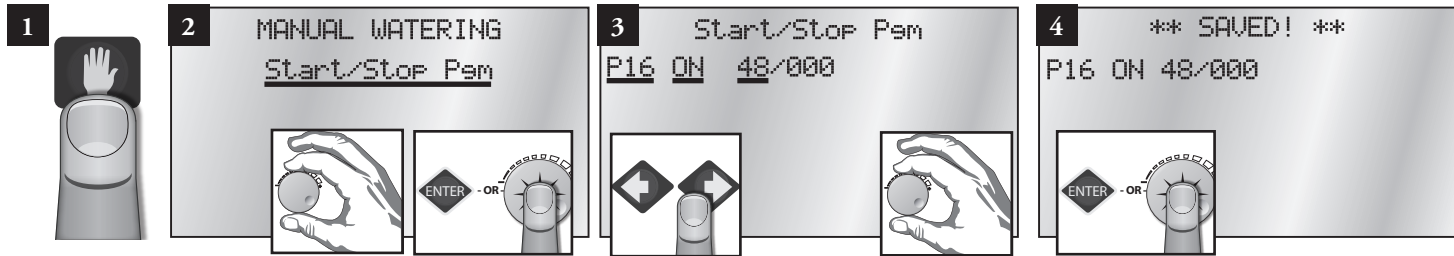 1
2
MANUAL WATERING
Start/Stop Pgm
ENTER
- OR -
3
Start/Stop Pgm
P16 ON 48/000
4
** SAVED! **
P16 ON 48/000
ENTER
- OR -